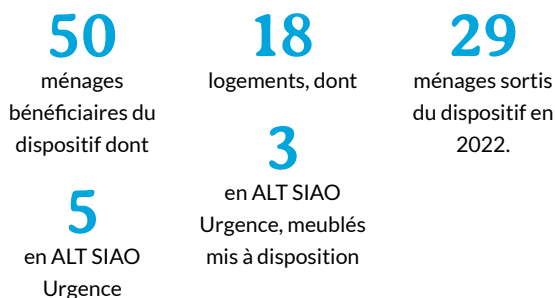 50
ménages
bénéficiaires du
dispositif dont
5
en ALT SIAO
Urgence
18
logements, dont
3
en ALT SIAO
Urgence, meublés
mis à disposition
29
ménages sortis
du dispositif en
2022.